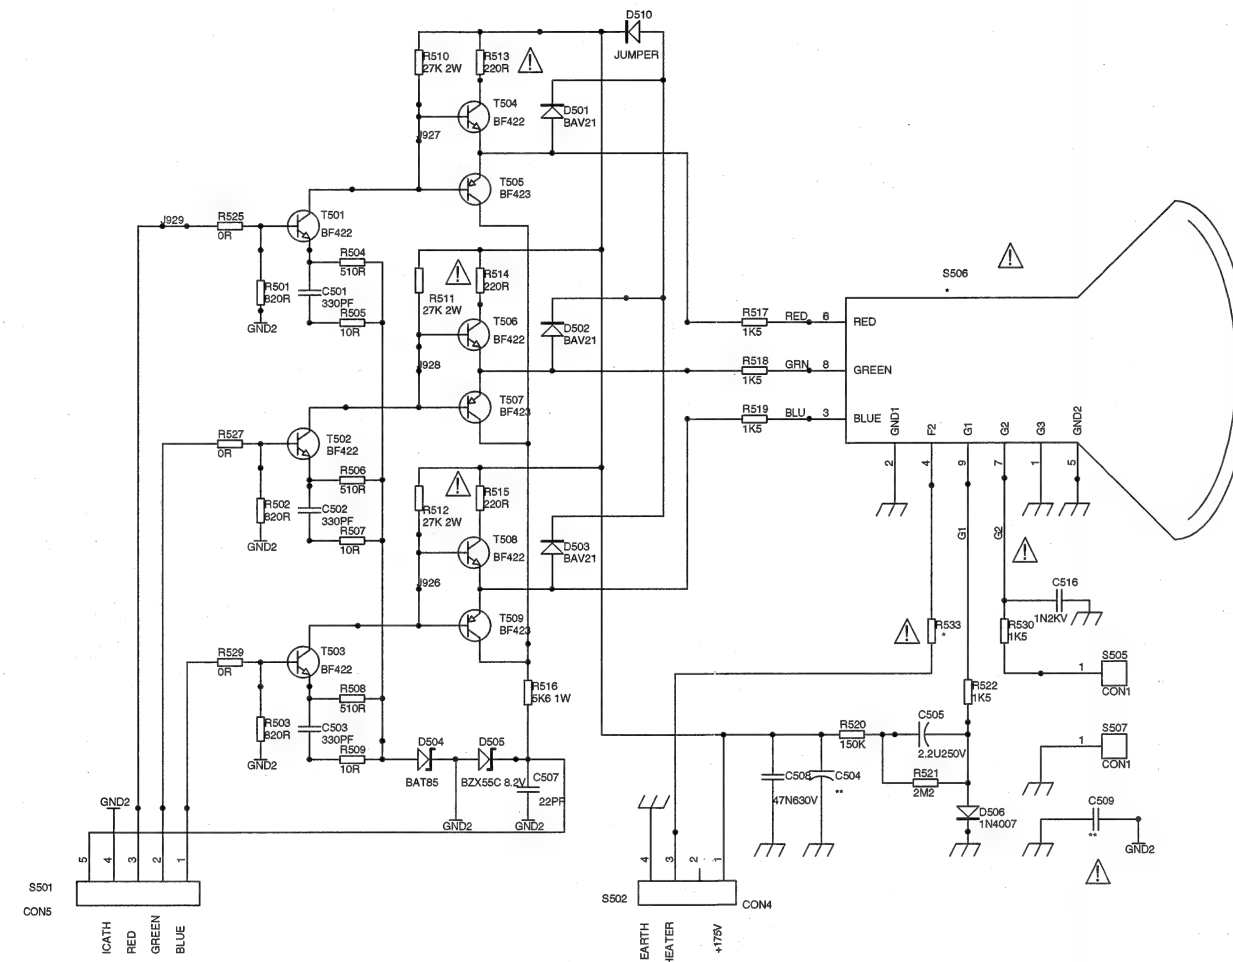 D510
JUMPER
R510
27K 2W
R513
220R
T504
BF422
D501
BAV21
J927
T505
BF423
J929
R525
0R
T501
BF422
R504
510R
R501
820R
C501
330PF
R505
10R
GND2
R511
27K 2W
R514
220R
T506
BF422
D502
BAV21
J928
T507
BF423
S506
*
R517
1K5
RED
6
RED
R518
1K5
GRN
8
GREEN
R519
1K5
BLU
3
BLUE
GND1
F2
G1
G2
G3
GND2
2
4
9
7
1
5
G1
G2
R527
0R
T502
BF422
R506
510R
R502
820R
C502
330PF
R507
10R
GND2
R512
27K 2W
R515
220R
T508
BF422
D503
BAV21
J926
T509
BF423
C516
1N2KV
R533
*
R530
1K5
S505
1
CON1
R529
0R
T503
BF422
R508
510R
R503
820R
C503
330PF
R509
10R
GND2
R516
5K6 1W
D504
BAT85
D505
BZX55C 8.2V
C507
22PF
GND2
GND2
R522
1K5
R520
150K
C505
2.2U250V
R521
2M2
C508
47N630V
C504
**
D506
1N4007
S507
1
CON1
C509
**
GND2
GND2
5
4
3
2
1
S501
CON5
ICATH
RED
GREEN
BLUE
4
3
2
1
S502
CON4
EARTH
HEATER
+175V